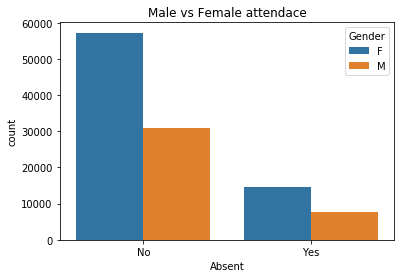 Male vs Female attendace
60000
50000
40000
30000
20000
10000
0
count
Gender
F
M
No
Yes
Absent